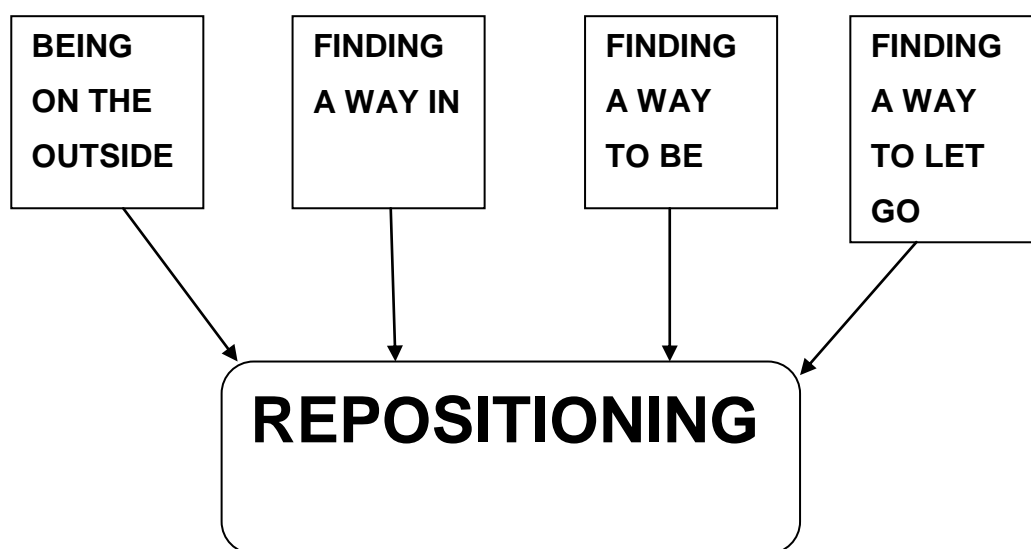 BEING
ON THE
OUTSIDE
FINDING
A WAY IN
FINDING
A WAY
TO BE
FINDING
A WAY
TO LET
GO
REPOSITIONING